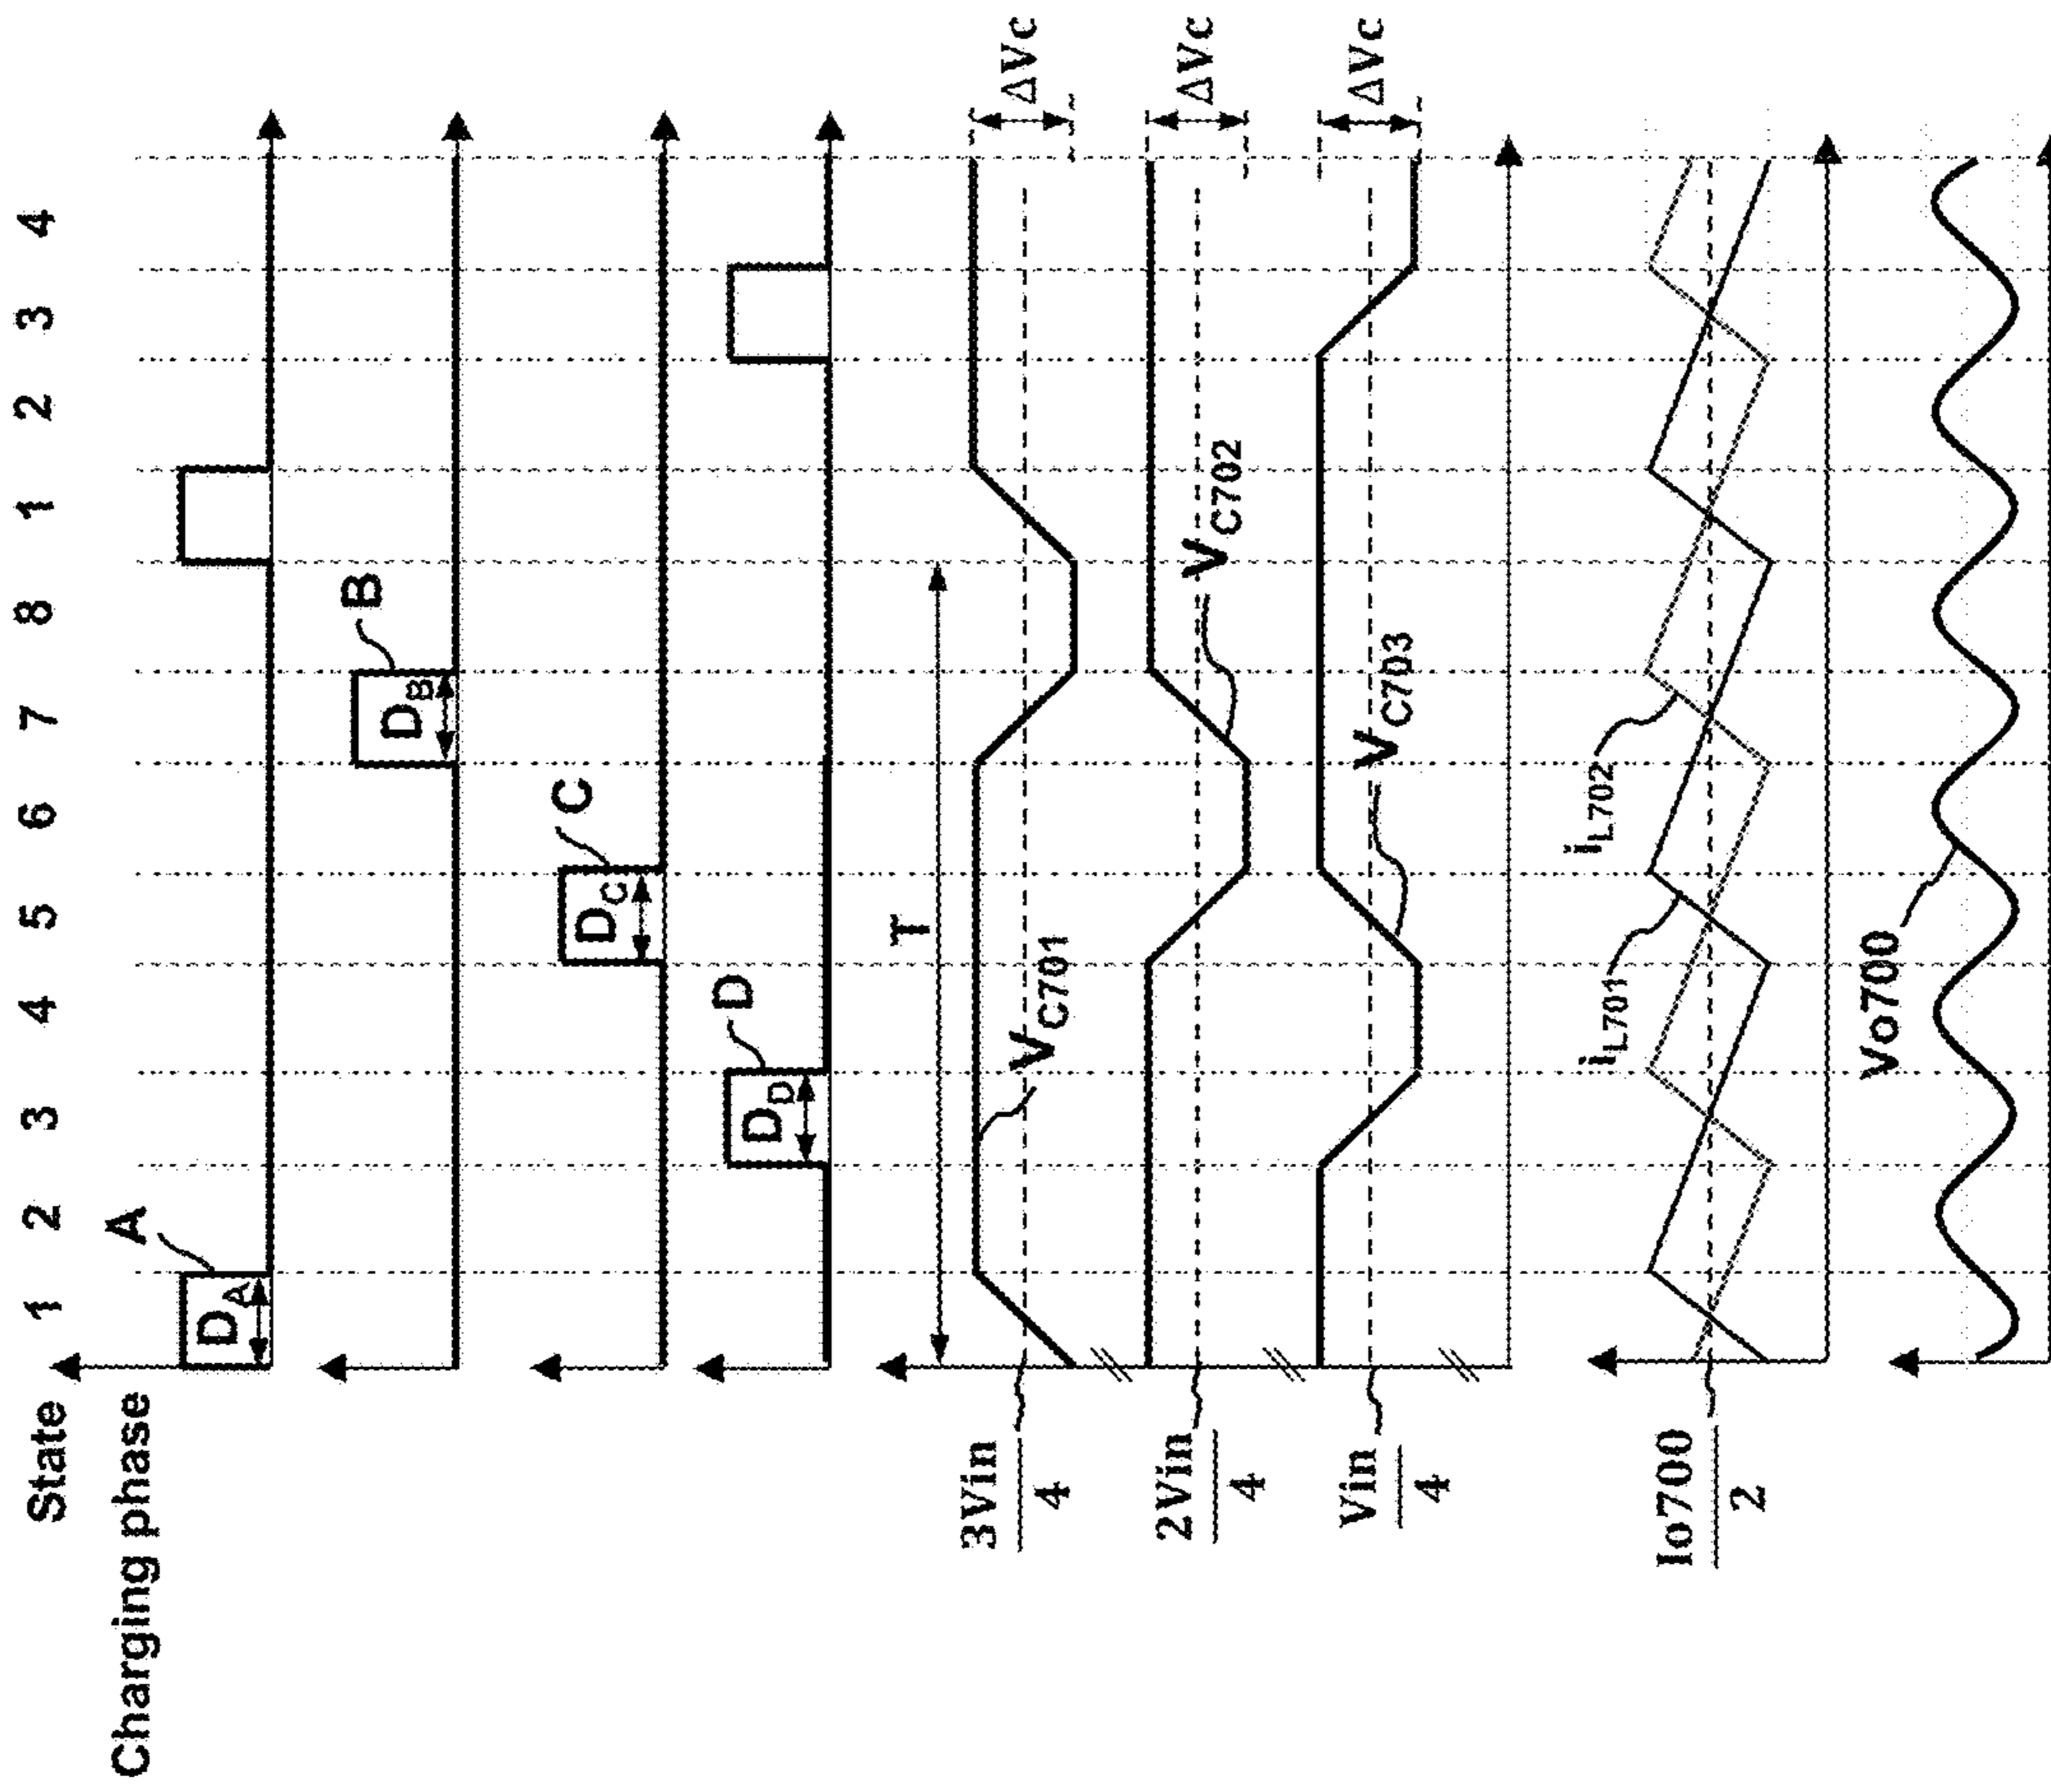 State 1 2 3 4 5 6 7 8 1 2 3 4
Charging phase
A
D_A
B
D_B
C
D_C
D
D_D
T
3Vin
4
V_C701
ΔVc
2Vin
4
V_C702
ΔVc
Vin
4
V_C703
ΔVc
Io700
2
i_L701
i_L702
Vo700